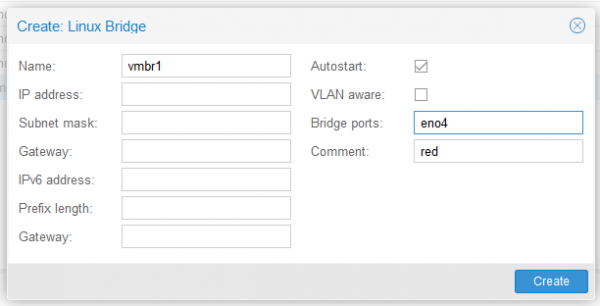 Create: Linux Bridge
Name: vmbr1 Autostart:
IP address: VLAN aware:
Subnet mask: Bridge ports: eno4
Gateway: Comment: red
IPv6 address:
Prefix length:
Gateway:
Create